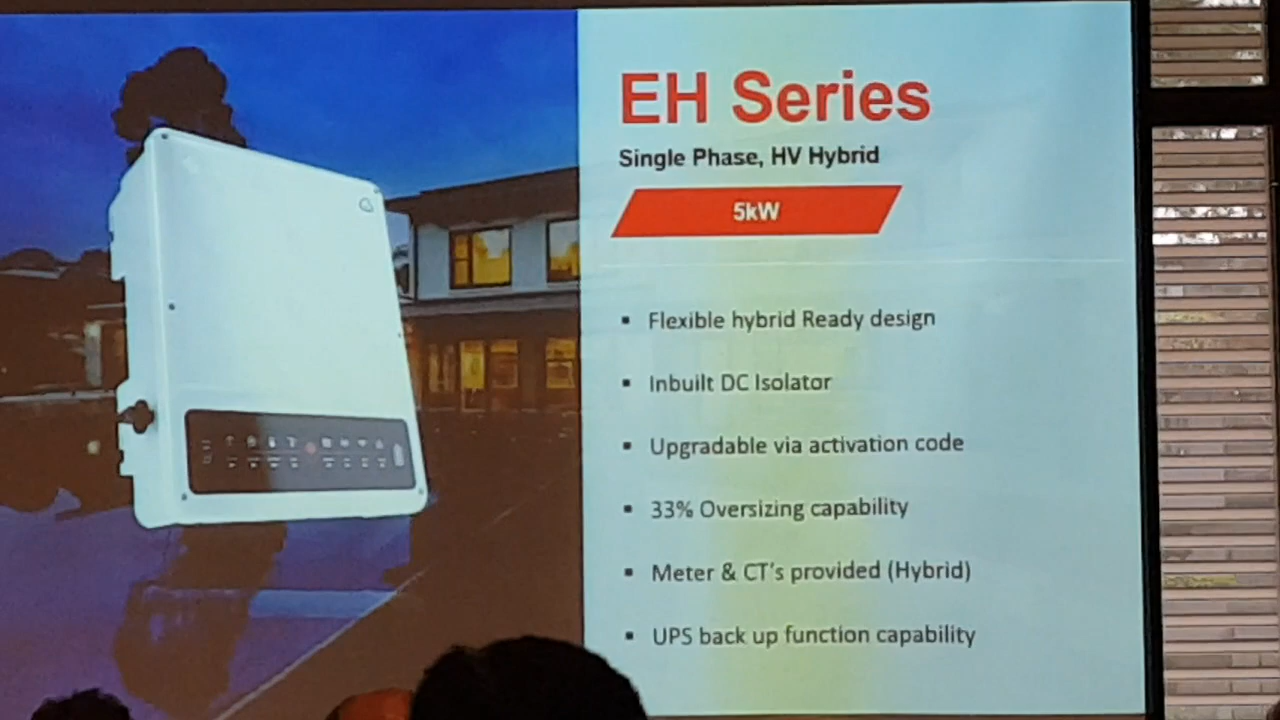 EH Series
Single Phase, HV Hybrid
5kW
▪ Flexible hybrid Ready design
▪ Inbuilt DC Isolator
▪ Upgradable via activation code
▪ 33% Oversizing capability
▪ Meter & CT's provided (Hybrid)
▪ UPS back up function capability